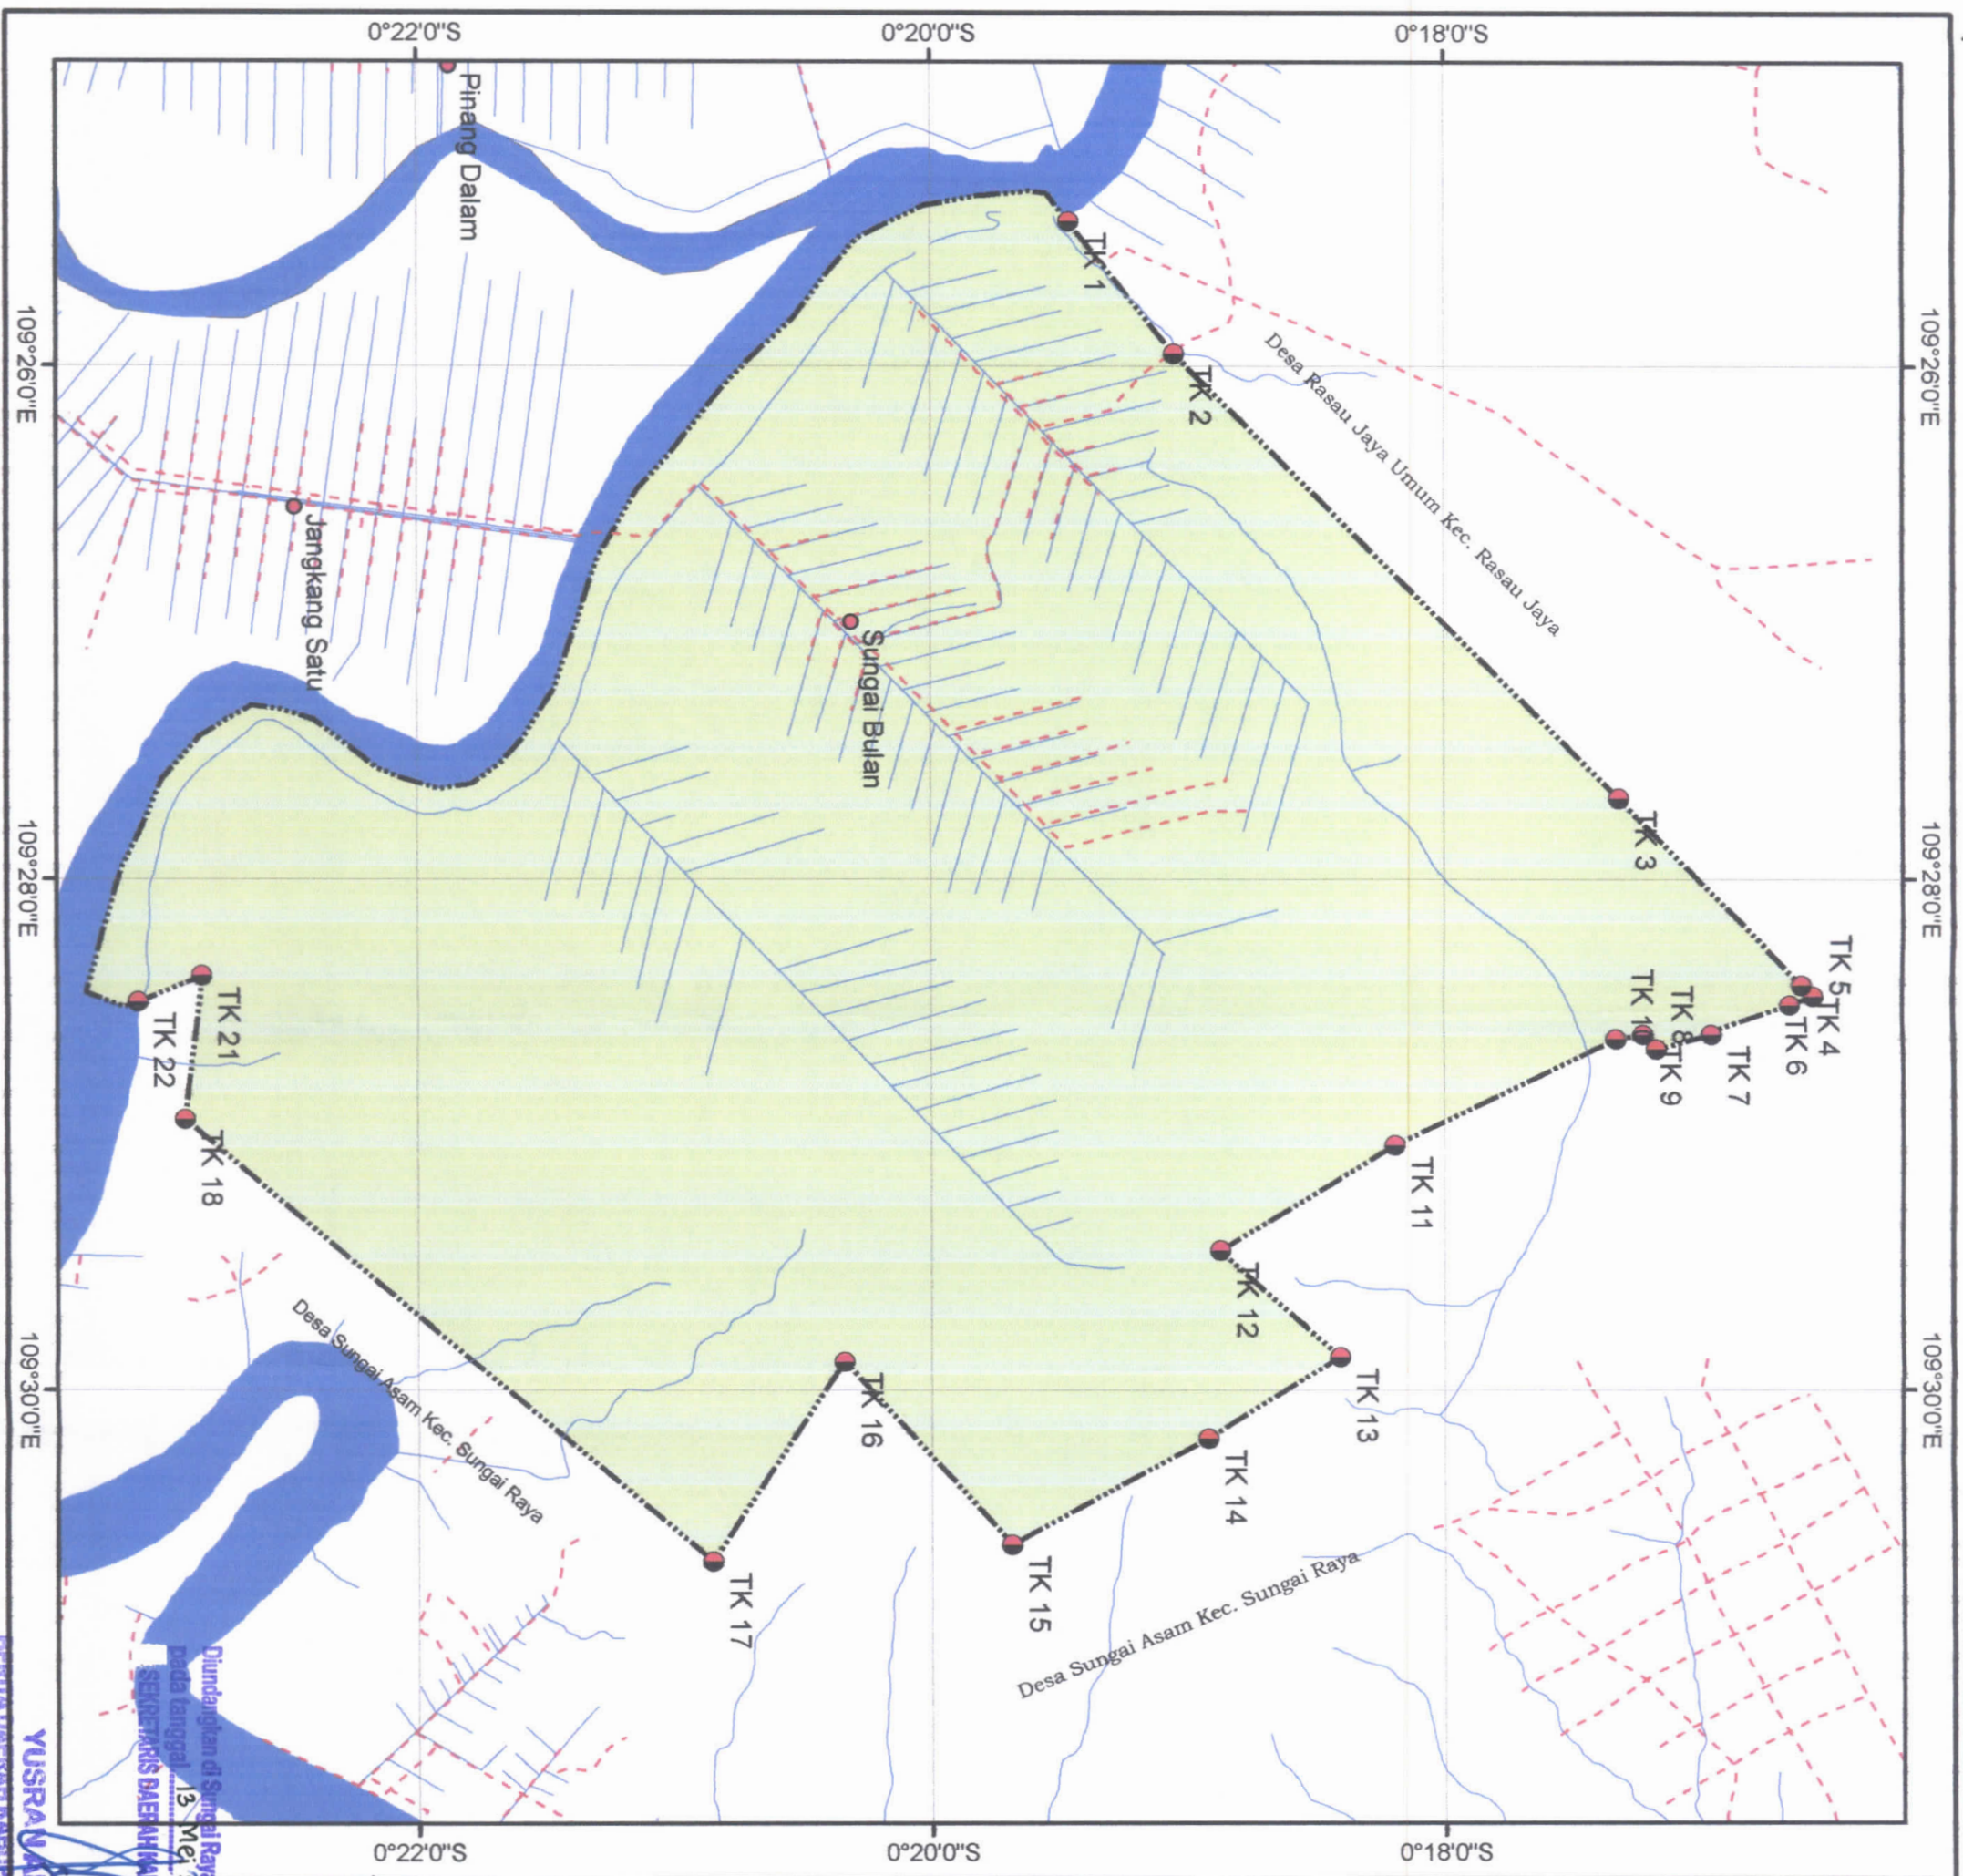 0°22'0"S
0°20'0"S
0°18'0"S
109°26'0"E
109°28'0"E
109°30'0"E
109°26'0"E
109°28'0"E
109°30'0"E
0°22'0"S
0°20'0"S
0°18'0"S
Pinang Dalam
Jangkang Satu
Sungai Bulan
Desa Rasau Jaya Umum Kec. Rasau Jaya
Desa Sungai Asam Kec. Sungai Raya
Desa Sungai Asam Kec. Sungai Raya
TK 1
TK 2
TK 3
TK 5
TK 4
TK 6
TK 7
TK 8
TK 9
TK 1
TK 11
TK 12
TK 13
TK 14
TK 15
TK 16
TK 17
TK 18
TK 21
TK 22
Diundangkan di Sungai Raya
pada tanggal 13 Mei
SEKRETARIS DAERAH
YUSRAN